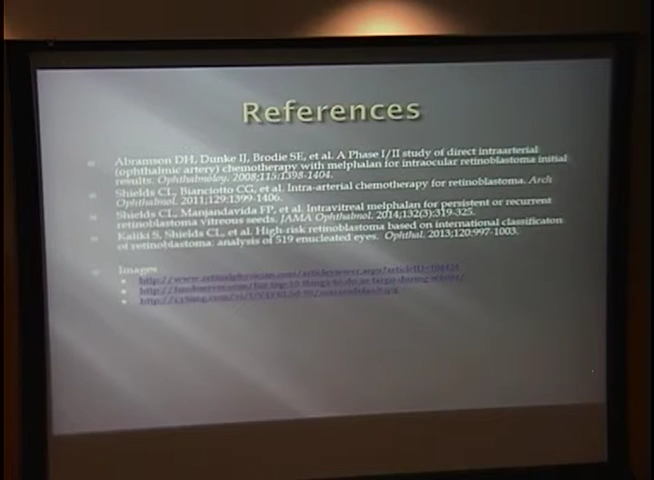 References
Abramson DH, Dunke IJ, Brodie SE, et al. A Phase I/II study of direct intraarterial
(ophthalmic artery) chemotherapy with melphalan for intraocular retinoblastoma initial
results. Ophthalmology. 2008;115:1398-1404.
Shields CL, Bianciotto CG, et al. Intra-arterial chemotherapy for retinoblastoma. Arch
Ophthalmol. 2011;129:1399-1406.
Shields CL, Manjandavida FP, et al. Intravitreal melphalan for persistent or recurrent
retinoblastoma vitreous seeds. JAMA Ophthalmol. 2014;132(3):319-325.
Kaliki S, Shields CL, et al. High-risk retinoblastoma based on international classification
of retinoblastoma: analysis of 519 enucleated eyes. Ophthal. 2013;120:997-1003.
Images